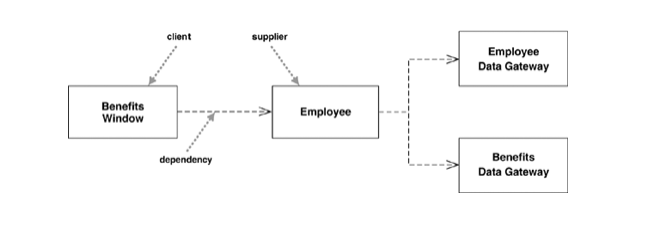 client
supplier
Employee
Data Gateway
Benefits
Window
Employee
dependency
Benefits
Data Gateway